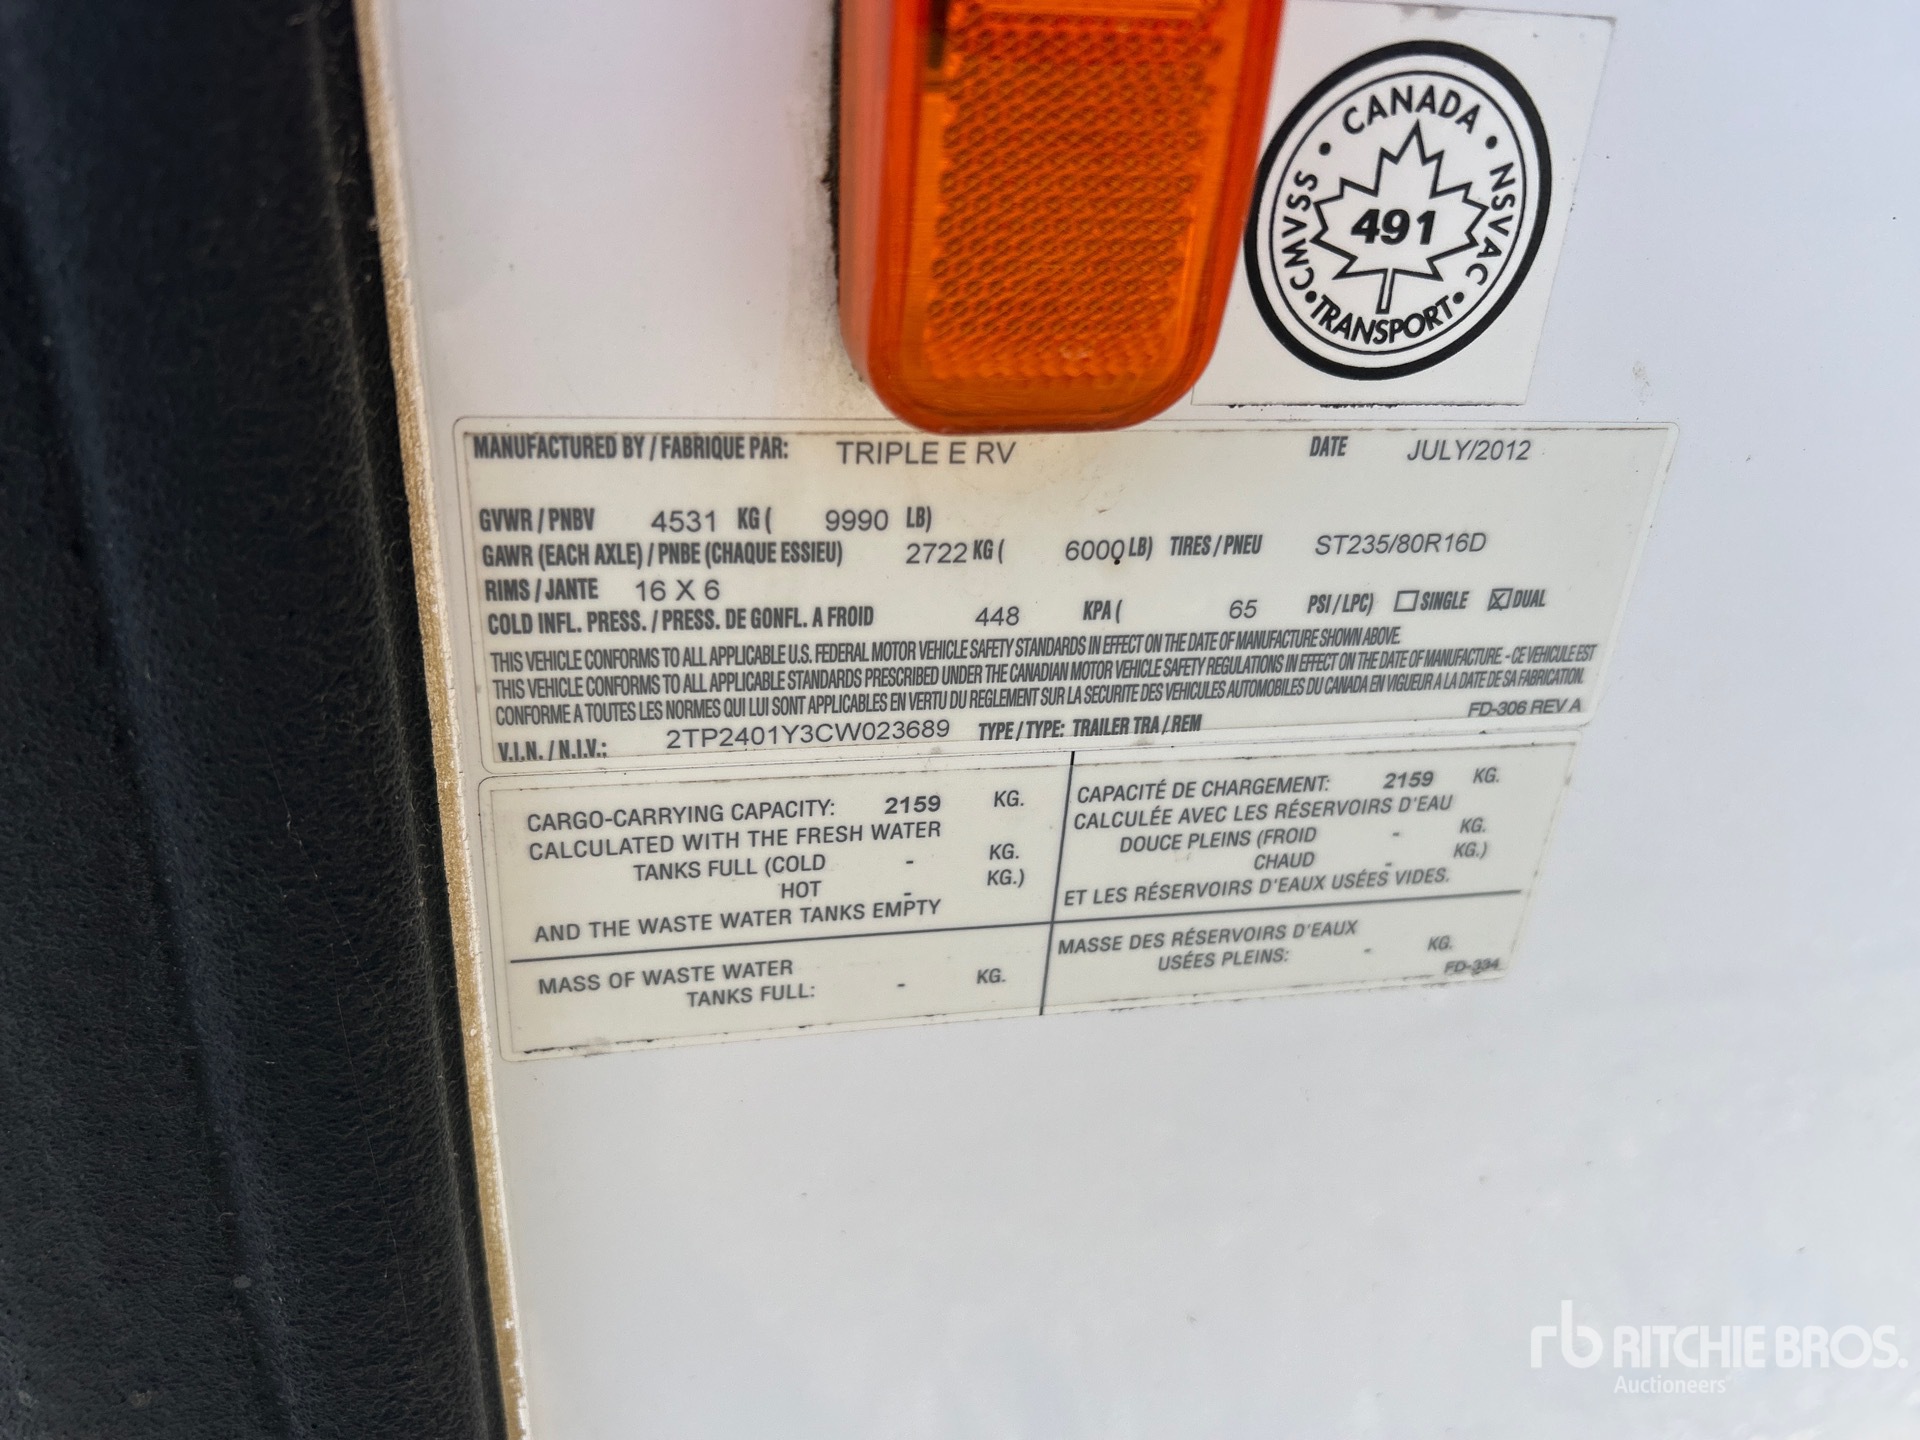 CANADA
NSVAC
CMVSS
491
TRANSPORT
MANUFACTURED BY / FABRIQUE PAR: TRIPLE E RV DATE JULY/2012
GVWR / PNBV 4531 KG ( 9990 LB)
GAWR (EACH AXLE) / PNBE (CHAQUE ESSIEU) 2722 KG ( 6000 LB) TIRES / PNEU ST235/80R16D
RIMS / JANTE 16 X 6
COLD INFL. PRESS. / PRESS. DE GONFL. A FROID 448 KPA ( 65 PSI / LPC) ☐ SINGLE ☒ DUAL
THIS VEHICLE CONFORMS TO ALL APPLICABLE U.S. FEDERAL MOTOR VEHICLE SAFETY STANDARDS IN EFFECT ON THE DATE OF MANUFACTURE SHOWN ABOVE.
THIS VEHICLE CONFORMS TO ALL APPLICABLE STANDARDS PRESCRIBED UNDER THE CANADIAN MOTOR VEHICLE SAFETY REGULATIONS IN EFFECT ON THE DATE OF MANUFACTURE. - CE VEHICULE EST
CONFORME A TOUTES LES NORMES QUI LUI SONT APPLICABLES EN VERTU DU REGLEMENT SUR LA SECURITE DES VEHICULES AUTOMOBILES DU CANADA EN VIGUEUR A LA DATE DE SA FABRICATION.
FD-306 REV A
V.I.N. / N.I.V.: 2TP2401Y3CW023689 TYPE / TYPE: TRAILER TRA / REM
CARGO-CARRYING CAPACITY: 2159 KG.
CALCULATED WITH THE FRESH WATER
TANKS FULL (COLD - KG.
HOT - KG.)
AND THE WASTE WATER TANKS EMPTY
MASS OF WASTE WATER
TANKS FULL: - KG.
CAPACITÉ DE CHARGEMENT: 2159 KG.
CALCULÉE AVEC LES RÉSERVOIRS D'EAU
DOUCE PLEINS (FROID - KG.
CHAUD - KG.)
ET LES RÉSERVOIRS D'EAUX USÉES VIDES.
MASSE DES RÉSERVOIRS D'EAUX
USÉES PLEINS: - KG.
FD-334
rb RITCHIE BROS.
Auctioneers